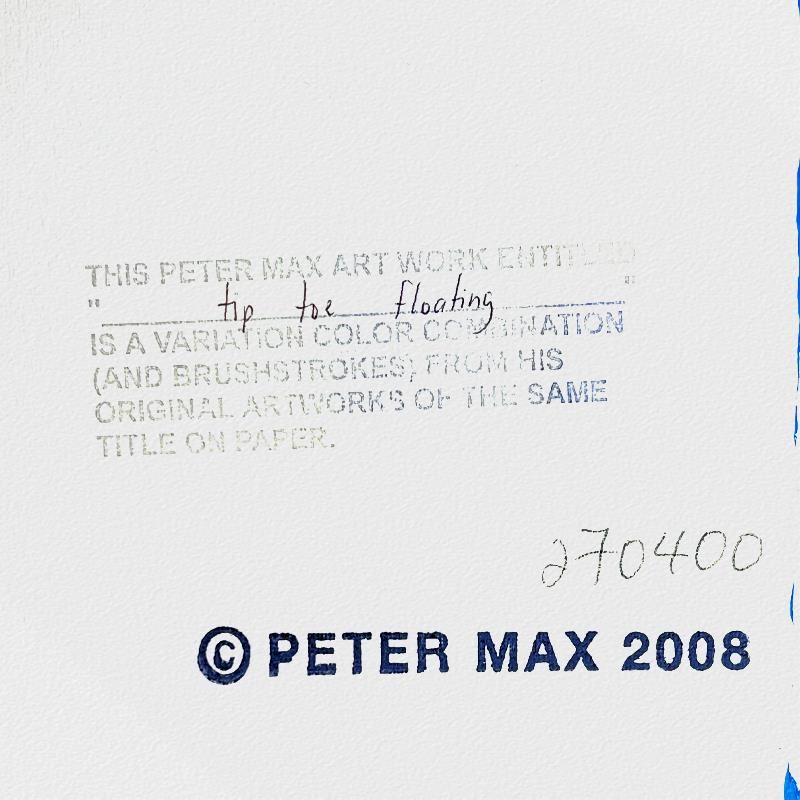 THIS PETER MAX ART WORK ENTITLED
" tip toe floating "
IS A VARIATION COLOR COMBINATION
(AND BRUSHSTROKES) FROM HIS
ORIGINAL ARTWORKS OF THE SAME
TITLE ON PAPER.
270400
© PETER MAX 2008